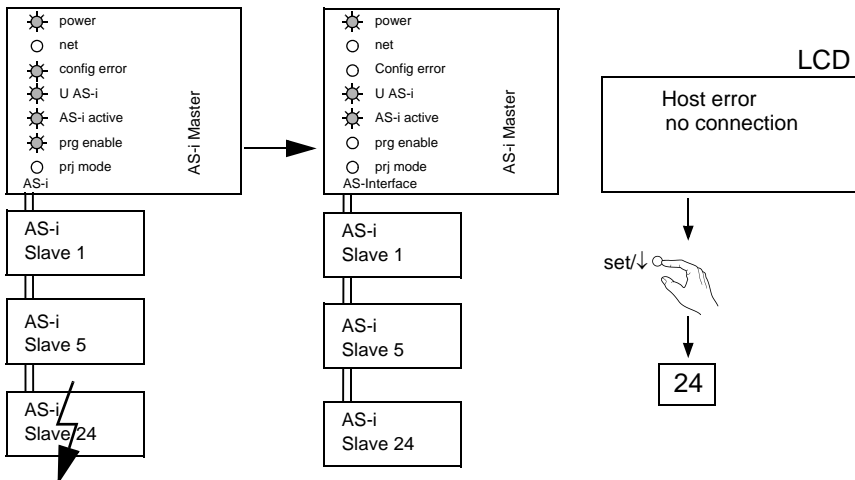 power
net
config error
U AS-i
AS-i active
prg enable
prj mode
AS-i
AS-i Master
AS-i
Slave 1
AS-i
Slave 5
AS-i
Slave 24
power
net
Config error
U AS-i
AS-i active
prg enable
prj mode
AS-Interface
AS-i Master
AS-i
Slave 1
AS-i
Slave 5
AS-i
Slave 24
LCD
Host error
no connection
set/↓
24